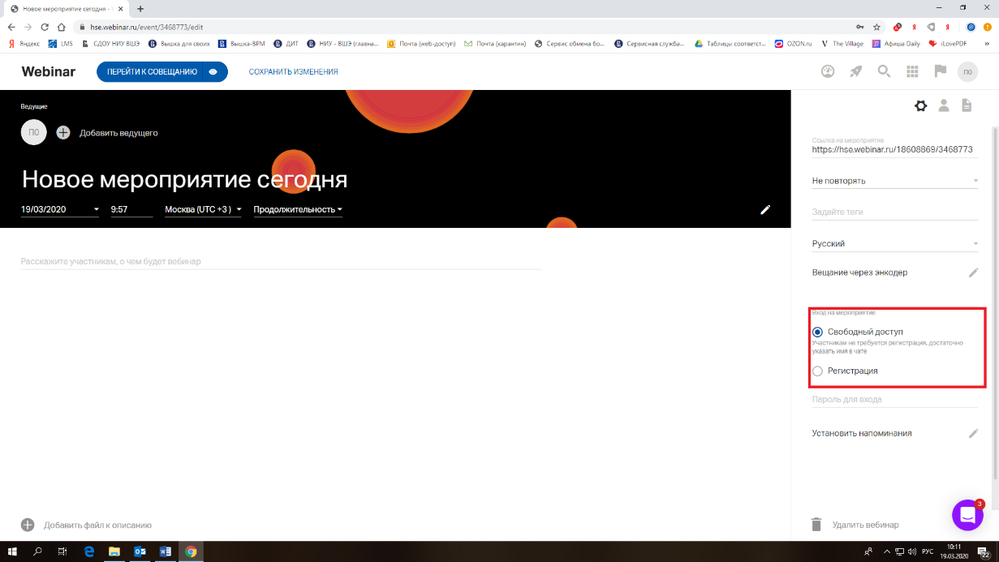 Новое мероприятие сегодня -
hse.webinar.ru/event/3468773/edit
Яндекс
LMS
СДОУ НИУ ВШЭ
Вышка для своих
Вышка-BPM
ДИТ
НИУ - ВШЭ (главна...
Почта (web-доступ)
Почта (карантин)
Сервис обмена бо...
Сервисная служба...
Таблицы соответст...
OZON.ru
The Village
Афиша Daily
iLovePDF
Webinar
ПЕРЕЙТИ К СОВЕЩАНИЮ
СОХРАНИТЬ ИЗМЕНЕНИЯ
ПО
Ведущие
ПО
Добавить ведущего
Новое мероприятие сегодня
19/03/2020
9:57
Москва (UTC +3 )
Продолжительность
Расскажите участникам, о чем будет вебинар
Добавить файл к описанию
Ссылка на мероприятие
https://hse.webinar.ru/18608869/3468773
Не повторять
Задайте теги
Русский
Вещание через энкодер
Вход на мероприятие
Свободный доступ
Участникам не требуется регистрация, достаточно
указать имя в чате
Регистрация
Пароль для входа
Установить напоминания
3
Удалить вебинар
РУС
10:11
19.03.2020
22